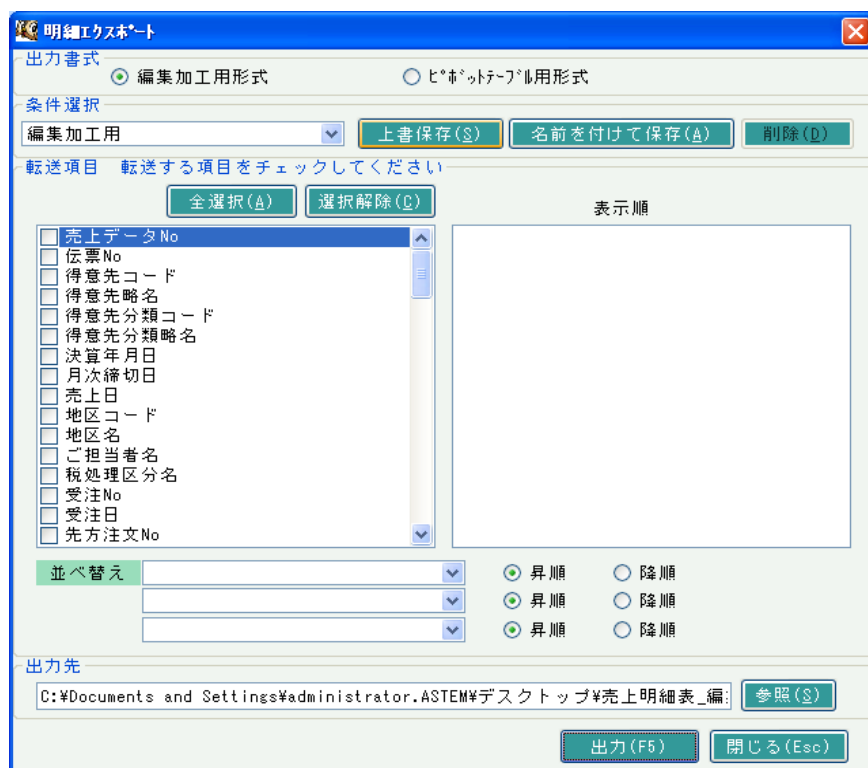 明細ｴｸｽﾎﾟｰﾄ
出力書式
編集加工用形式 ﾋﾟﾎﾞｯﾄﾃｰﾌﾞﾙ用形式
条件選択
編集加工用 上書保存(S) 名前を付けて保存(A) 削除(D)
転送項目 転送する項目をチェックしてください
全選択(A) 選択解除(C) 表示順
売上データNo
伝票No
得意先コード
得意先略名
得意先分類コード
得意先分類略名
決算年月日
月次締切日
売上日
地区コード
地区名
ご担当者名
税処理区分名
受注No
受注日
先方注文No
並べ替え 昇順 降順
昇順 降順
昇順 降順
出力先
C:¥Documents and Settings¥administrator.ASTEM¥デスクトップ¥売上明細表_編 参照(S)
出力(F5) 閉じる(Esc)